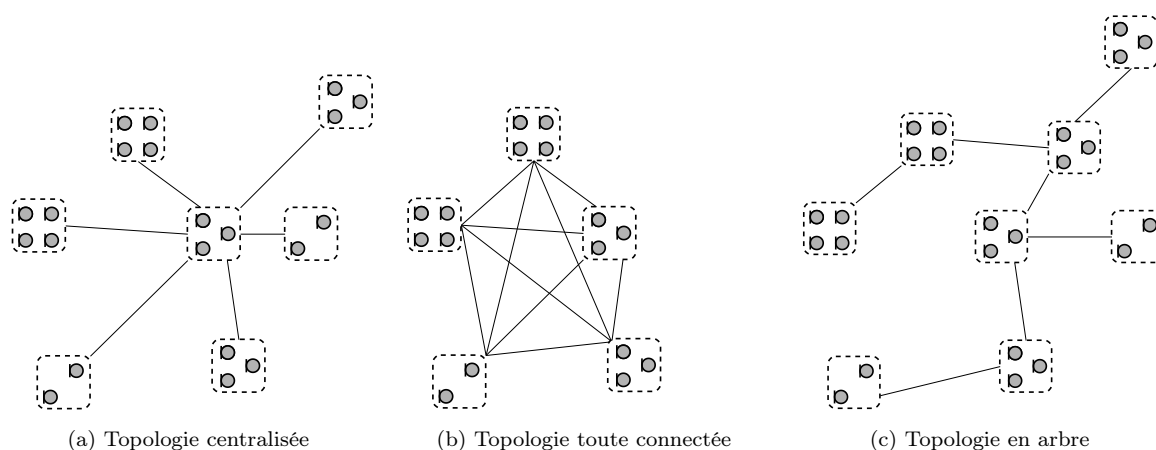 (a) Topologie centralisée
(b) Topologie toute connectée
(c) Topologie en arbre